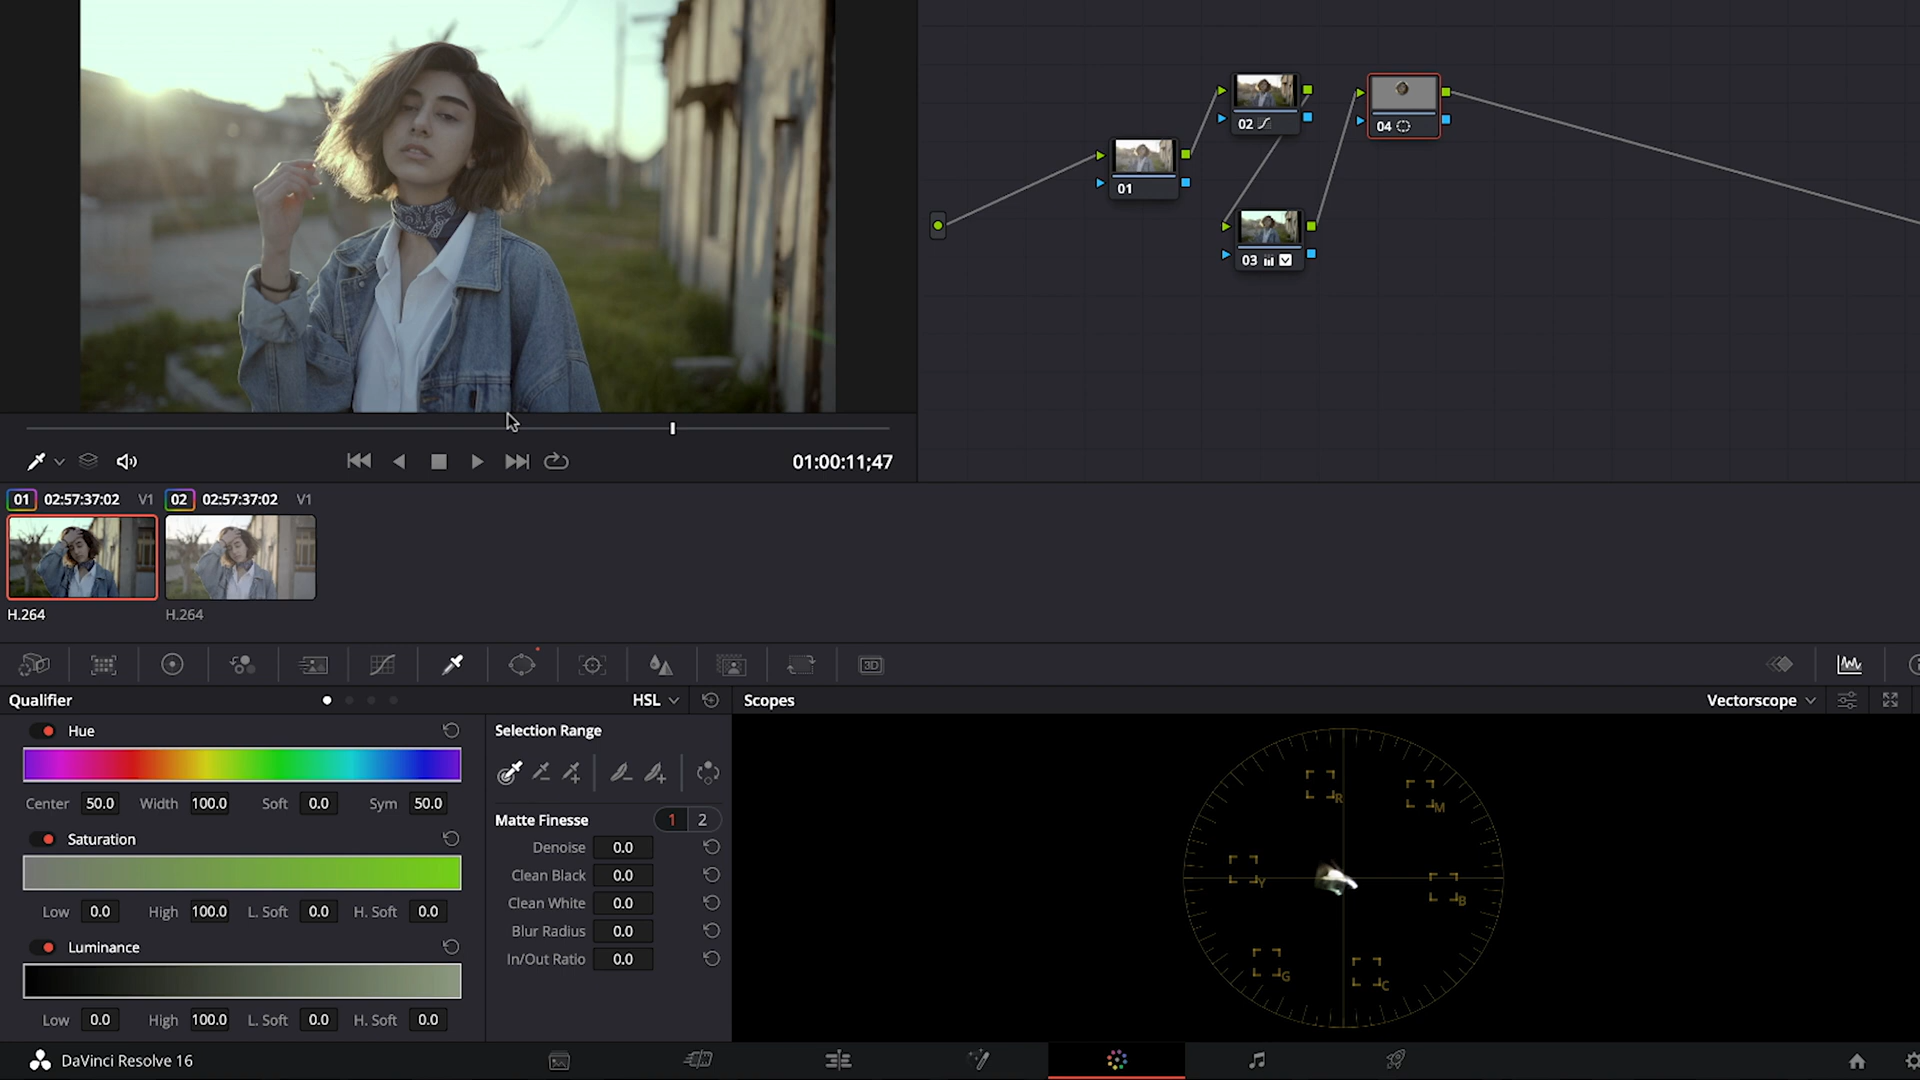 02
04
01
03
01:00:11;47
01 02:57:37:02 V1 02 02:57:37:02 V1
H.264 H.264
3D
Qualifier HSL Scopes Vectorscope
Hue
Center 50.0 Width 100.0 Soft 0.0 Sym 50.0
Saturation
Low 0.0 High 100.0 L. Soft 0.0 H. Soft 0.0
Luminance
Low 0.0 High 100.0 L. Soft 0.0 H. Soft 0.0
Selection Range
Matte Finesse 1 2
Denoise 0.0
Clean Black 0.0
Clean White 0.0
Blur Radius 0.0
In/Out Ratio 0.0
R
M
Y
B
G
C
DaVinci Resolve 16